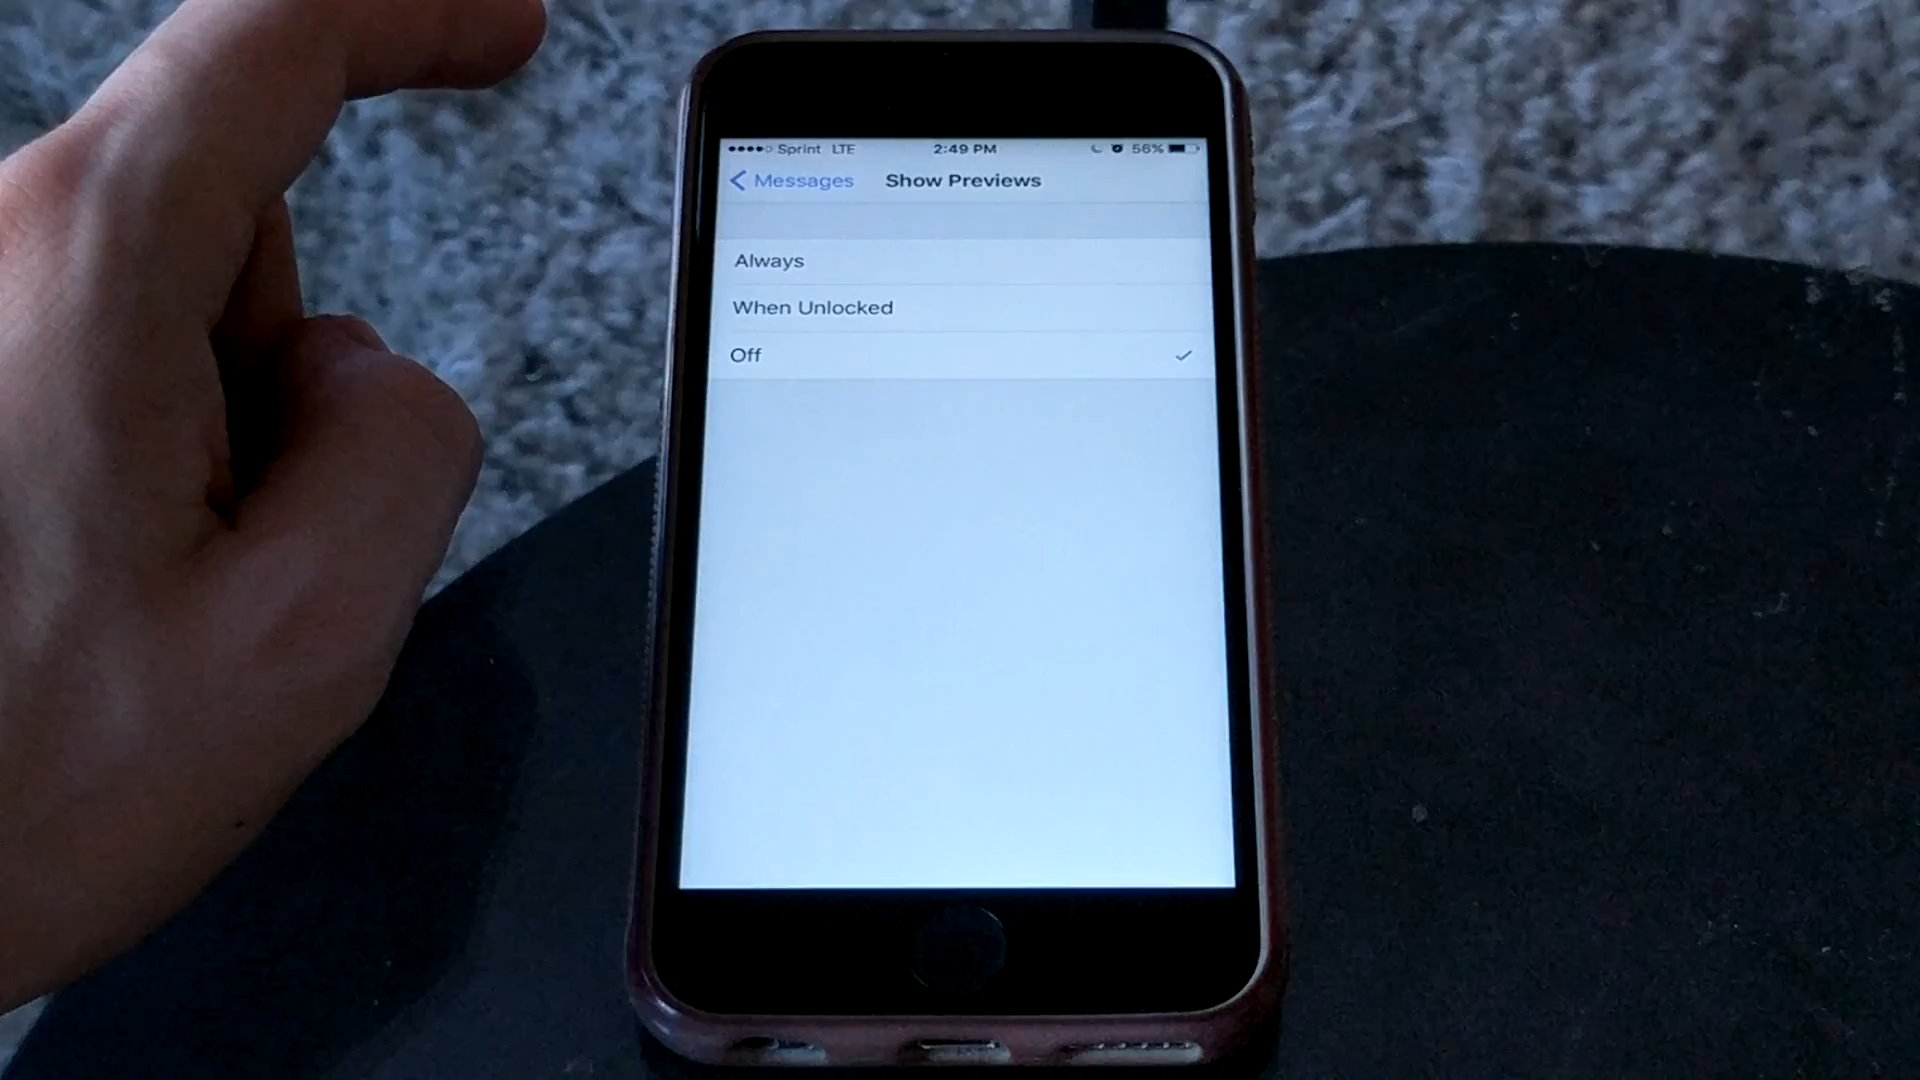 Sprint LTE 2:49 PM 56%
Messages Show Previews
Always
When Unlocked
Off